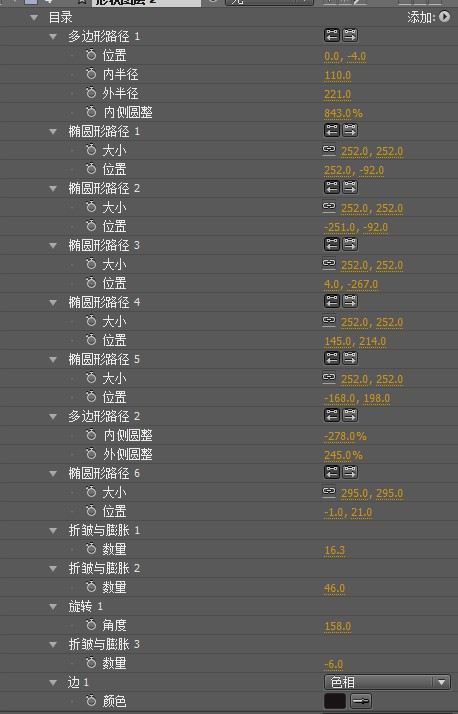 形状图层 2
无
目录 添加:
多边形路径 1
位置 0.0, -4.0
内半径 110.0
外半径 221.0
内侧圆整 843.0%
椭圆形路径 1
大小 252.0, 252.0
位置 252.0, -92.0
椭圆形路径 2
大小 252.0, 252.0
位置 -251.0, -92.0
椭圆形路径 3
大小 252.0, 252.0
位置 4.0, -267.0
椭圆形路径 4
大小 252.0, 252.0
位置 145.0, 214.0
椭圆形路径 5
大小 252.0, 252.0
位置 -168.0, 198.0
多边形路径 2
内侧圆整 -278.0%
外侧圆整 245.0%
椭圆形路径 6
大小 295.0, 295.0
位置 -1.0, 21.0
折皱与膨胀 1
数量 16.3
折皱与膨胀 2
数量 46.0
旋转 1
角度 158.0
折皱与膨胀 3
数量 -6.0
边 1 色相
颜色